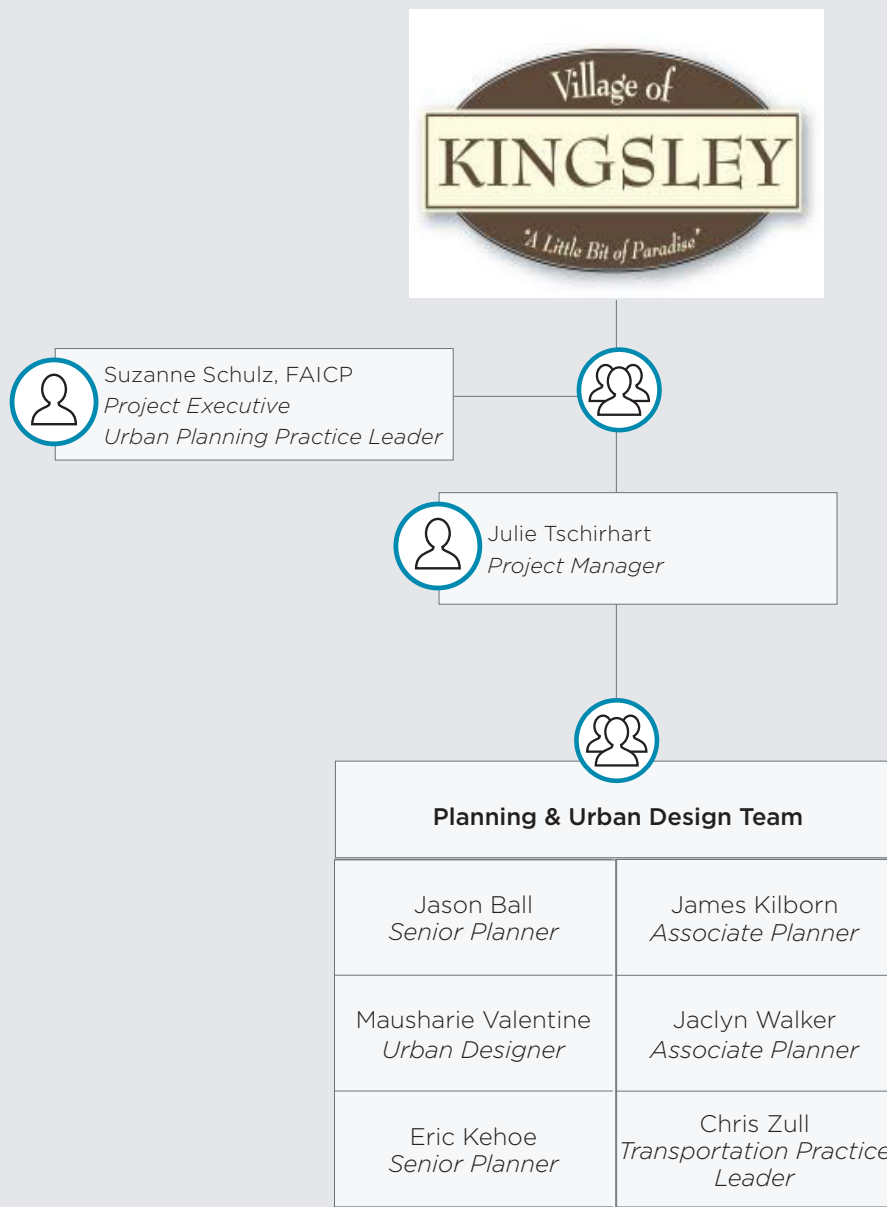 Village of
KINGSLEY
"A Little Bit of Paradise"
Suzanne Schulz, FAICP
Project Executive
Urban Planning Practice Leader
Julie Tschirhart
Project Manager
Planning & Urban Design Team
Jason Ball
Senior Planner
James Kilborn
Associate Planner
Mausharie Valentine
Urban Designer
Jaclyn Walker
Associate Planner
Eric Kehoe
Senior Planner
Chris Zull
Transportation Practice
Leader